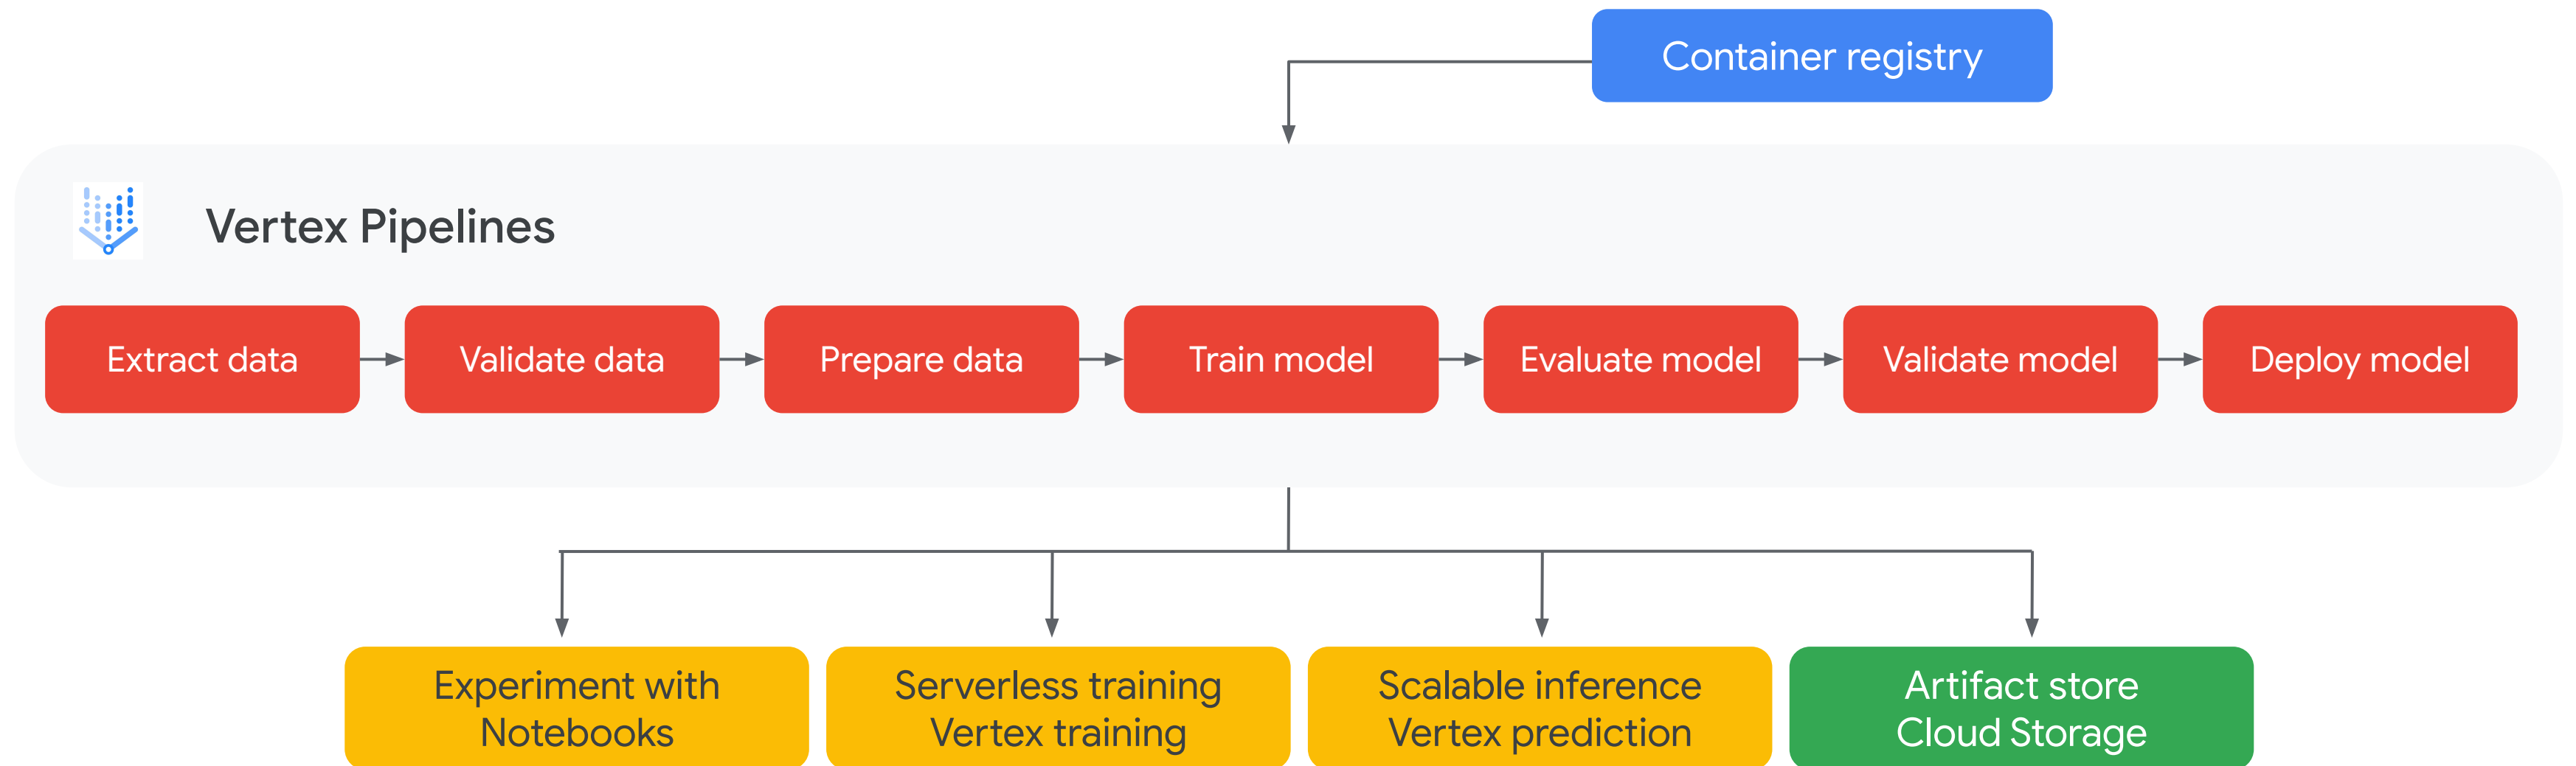 Container registry
Vertex Pipelines
Extract data
Validate data
Prepare data
Train model
Evaluate model
Validate model
Deploy model
Experiment with
Notebooks
Serverless training
Vertex training
Scalable inference
Vertex prediction
Artifact store
Cloud Storage